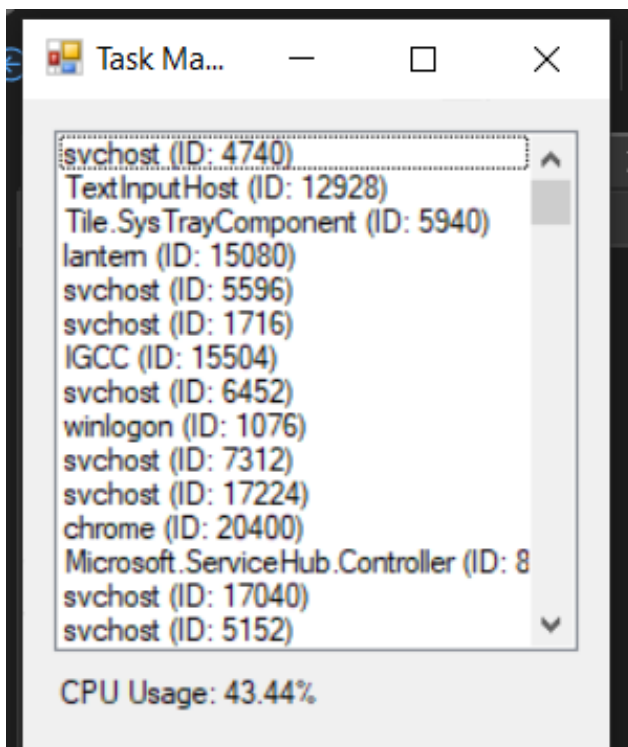 Task Ma...
svchost (ID: 4740)
TextInputHost (ID: 12928)
Tile.SysTrayComponent (ID: 5940)
lantern (ID: 15080)
svchost (ID: 5596)
svchost (ID: 1716)
IGCC (ID: 15504)
svchost (ID: 6452)
winlogon (ID: 1076)
svchost (ID: 7312)
svchost (ID: 17224)
chrome (ID: 20400)
Microsoft.ServiceHub.Controller (ID: 8
svchost (ID: 17040)
svchost (ID: 5152)
CPU Usage: 43.44%